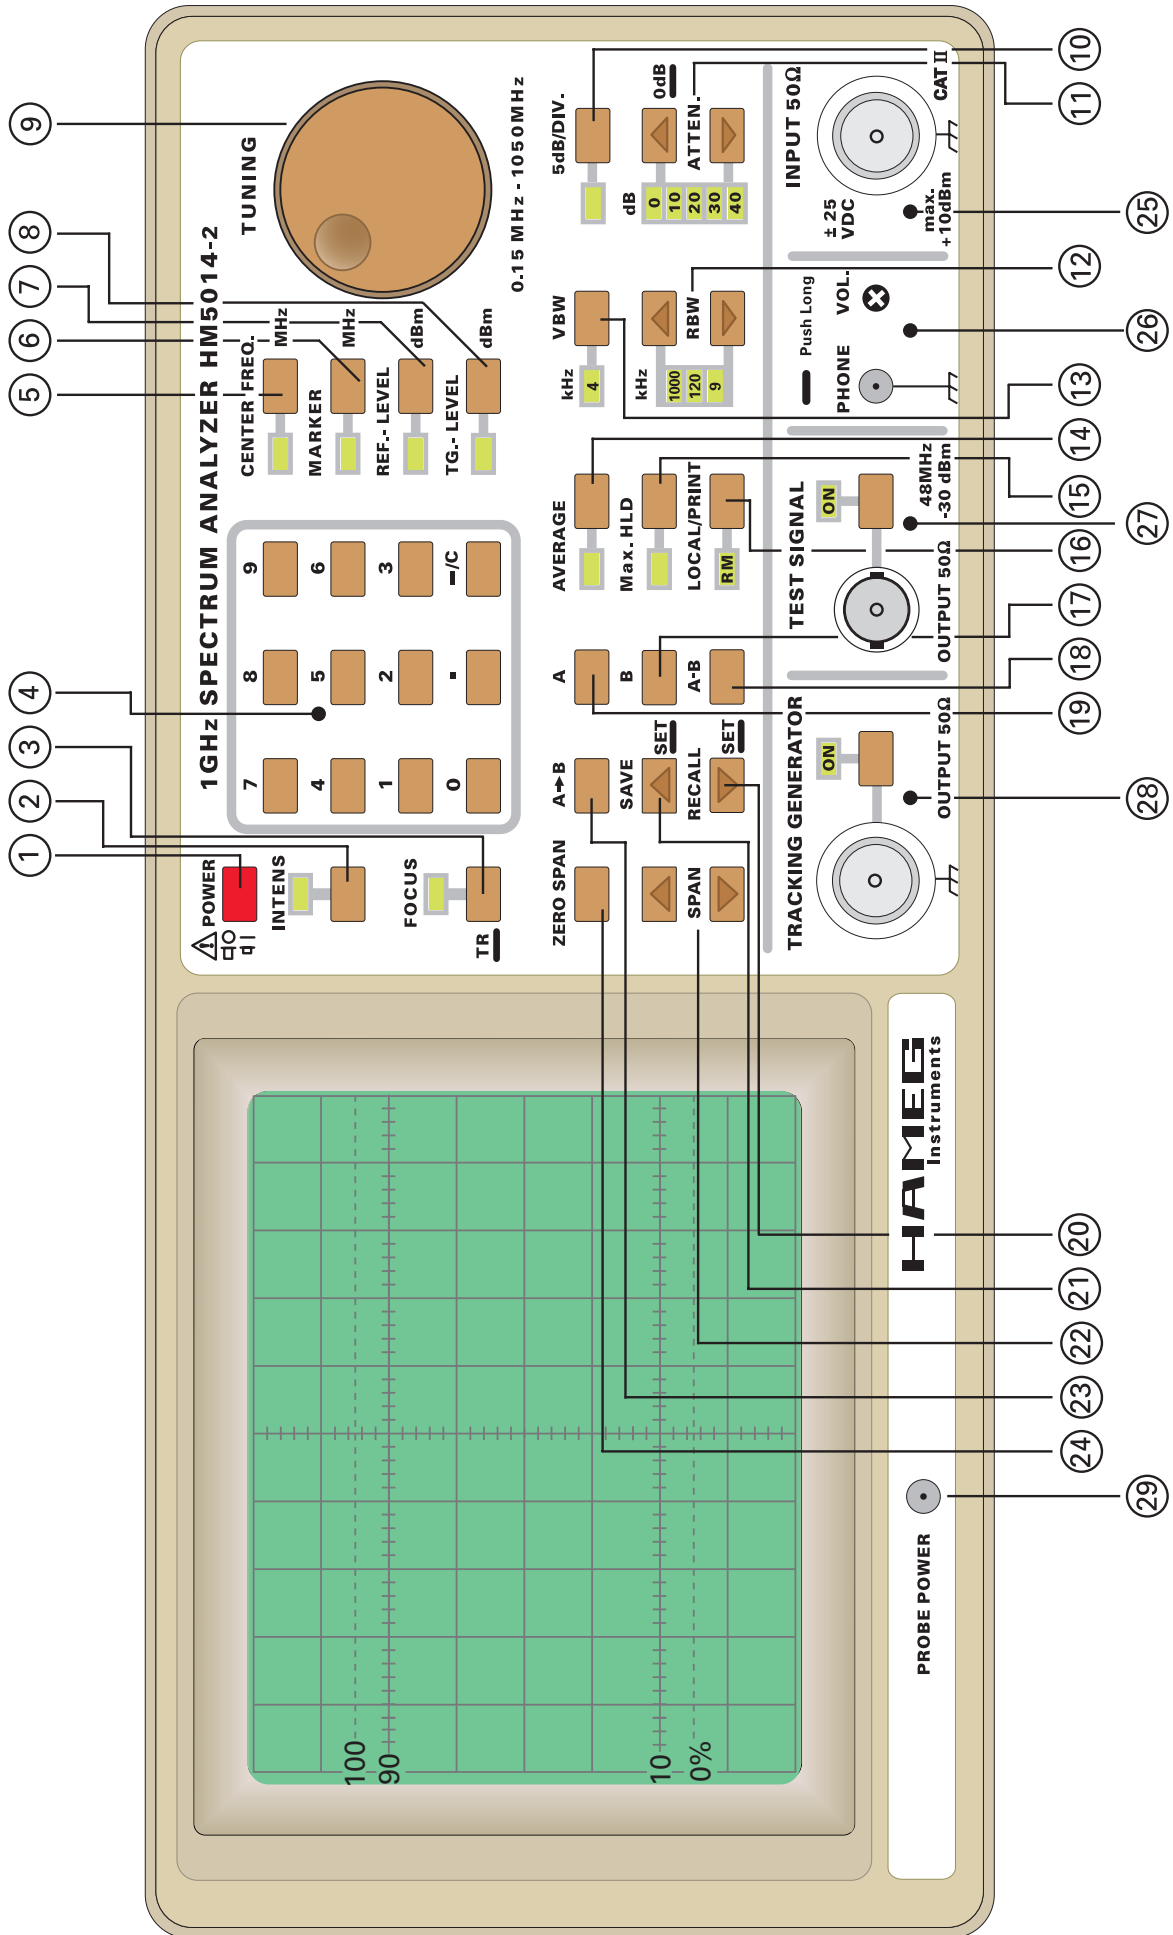 1
2
3
4
5
6
7
8
9
1GHz SPECTRUM ANALYZER HM5014-2
POWER
INTENS
FOCUS
TR
7
8
9
4
5
6
1
2
3
0
.
–/C
CENTER FREQ.
MHz
MARKER
MHz
REF.- LEVEL
dBm
TG.- LEVEL
dBm
TUNING
0.15 MHz - 1050MHz
ZERO SPAN
SPAN
A➔B
SAVE
SET
RECALL
SET
A
B
A-B
AVERAGE
Max. HLD
LOCAL/PRINT
RM
VBW
kHz
4
RBW
kHz
1000
120
9
5dB/DIV.
0dB
ATTEN.
dB
0
10
20
30
40
TRACKING GENERATOR
ON
OUTPUT 50Ω
TEST SIGNAL
ON
48MHz
-30 dBm
OUTPUT 50Ω
Push Long
PHONE
VOL.
INPUT 50Ω
± 25
VDC
max.
+10dBm
CAT II
100
90
10
0%
HAMEG
Instruments
PROBE POWER
24
23
22
21
20
19
18
17
16
15
14
13
12
11
10
29
28
27
26
25